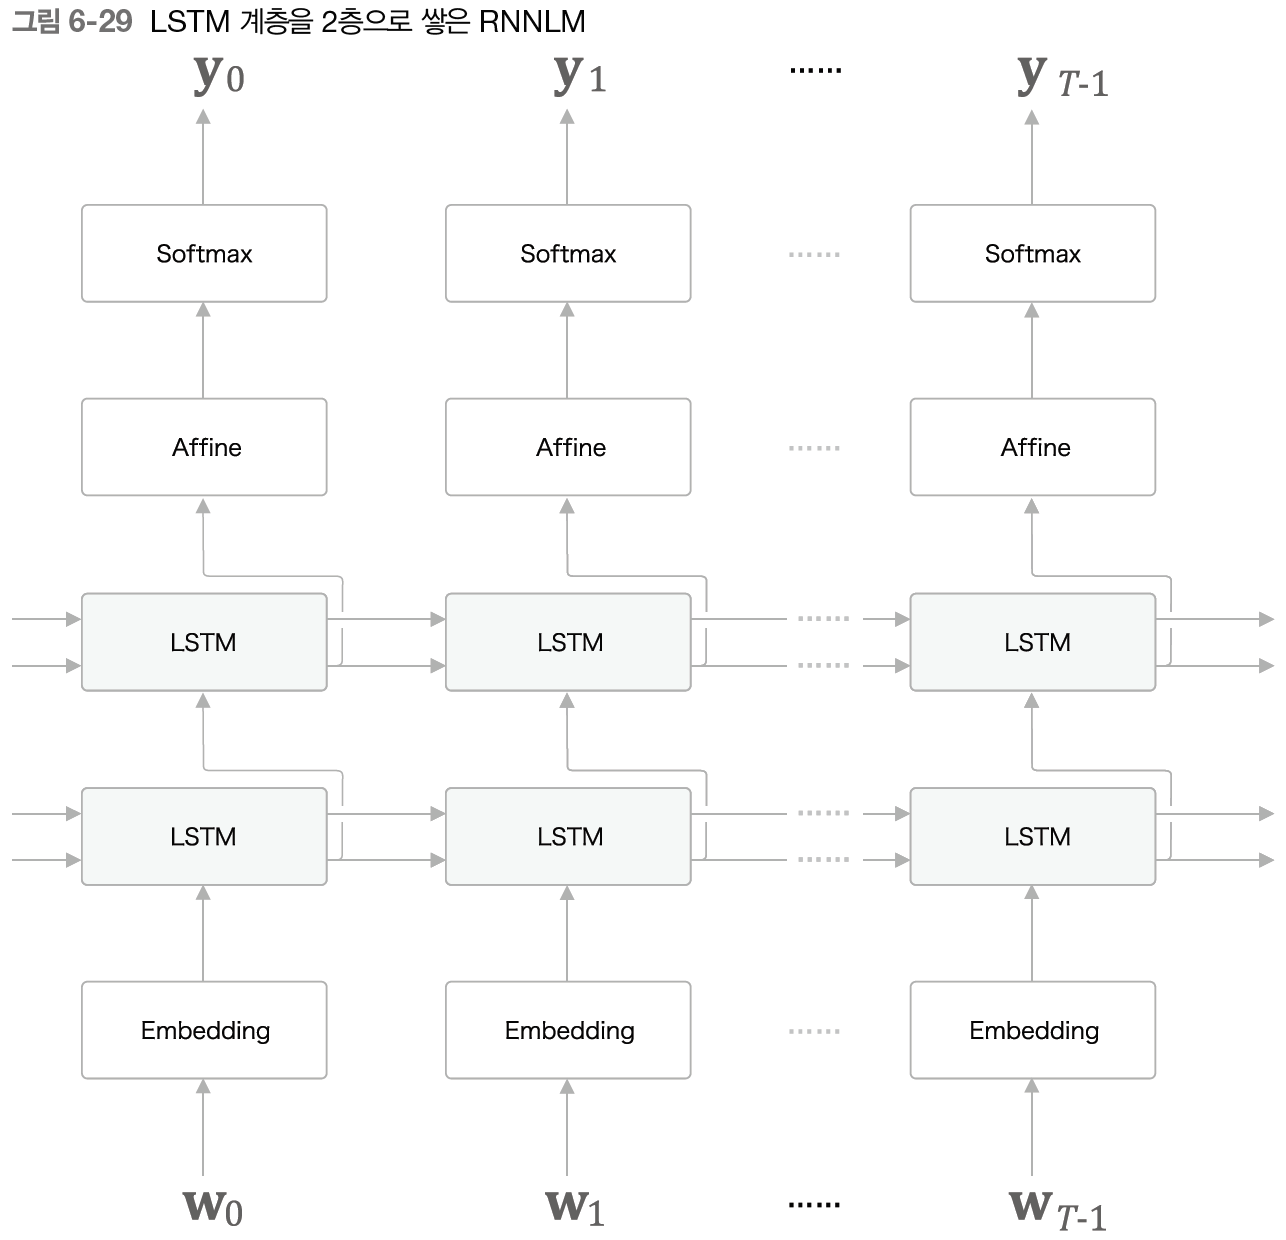 그림 6-29 LSTM 계층을 2층으로 쌓은 RNNLM
y0 y1 ...... yT-1
Softmax Softmax ...... Softmax
Affine Affine ...... Affine
LSTM LSTM ...... LSTM
LSTM LSTM ...... LSTM
Embedding Embedding ...... Embedding
w0 w1 ...... wT-1